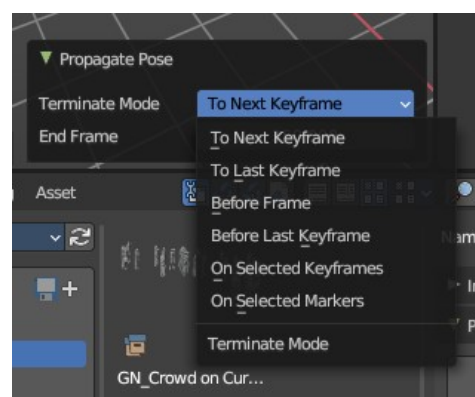 Propagate Pose
Terminate Mode
To Next Keyframe
End Frame
To Next Keyframe
To Last Keyframe
Before Frame
Before Last Keyframe
On Selected Keyframes
On Selected Markers
Terminate Mode
Asset
GN_Crowd on Cur...